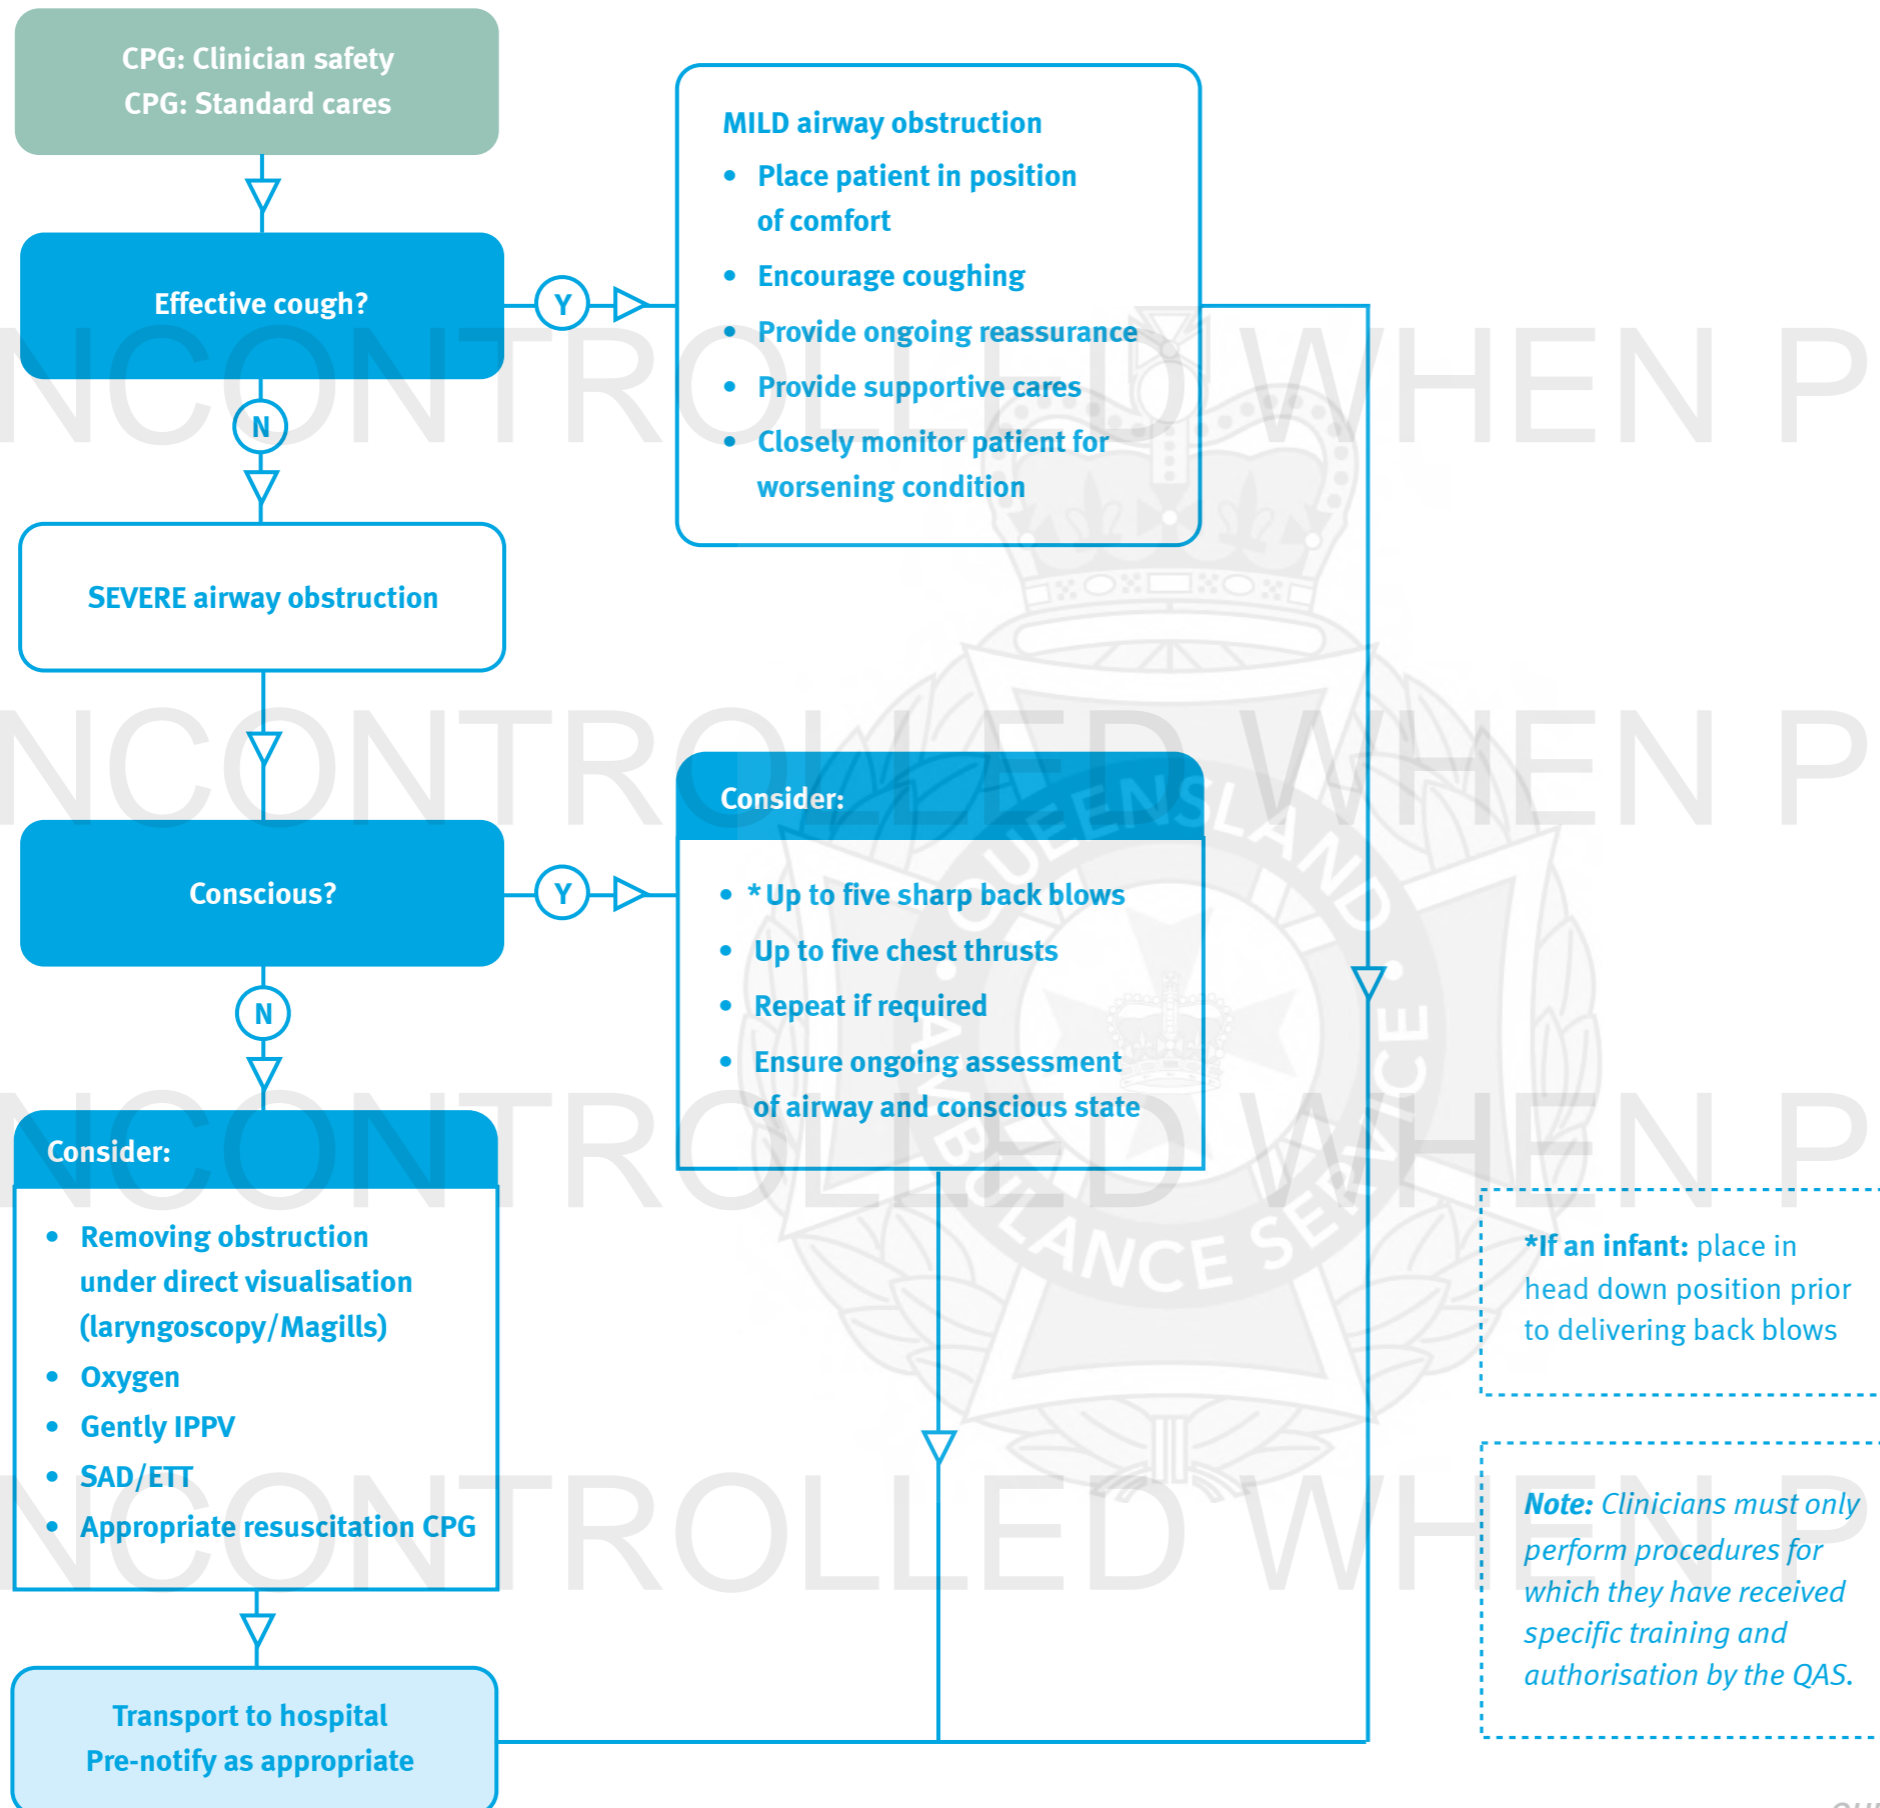 CPG: Clinician safety
CPG: Standard cares
Effective cough?
Y
MILD airway obstruction
• Place patient in position
of comfort
• Encourage coughing
• Provide ongoing reassurance
• Provide supportive cares
• Closely monitor patient for
worsening condition
N
SEVERE airway obstruction
Conscious?
Y
Consider:
• *Up to five sharp back blows
• Up to five chest thrusts
• Repeat if required
• Ensure ongoing assessment
of airway and conscious state
N
Consider:
• Removing obstruction
under direct visualisation
(laryngoscopy/Magills)
• Oxygen
• Gently IPPV
• SAD/ETT
• Appropriate resuscitation CPG
Transport to hospital
Pre-notify as appropriate
*If an infant: place in
head down position prior
to delivering back blows
Note: Clinicians must only
perform procedures for
which they have received
specific training and
authorisation by the QAS.
NCONTROLLED WHEN P
NCONTROLLED WHEN P
NCONTROLLED WHEN P
NCONTROLLED WHEN P
QUEENSLAND
AMBULANCE SERVICE